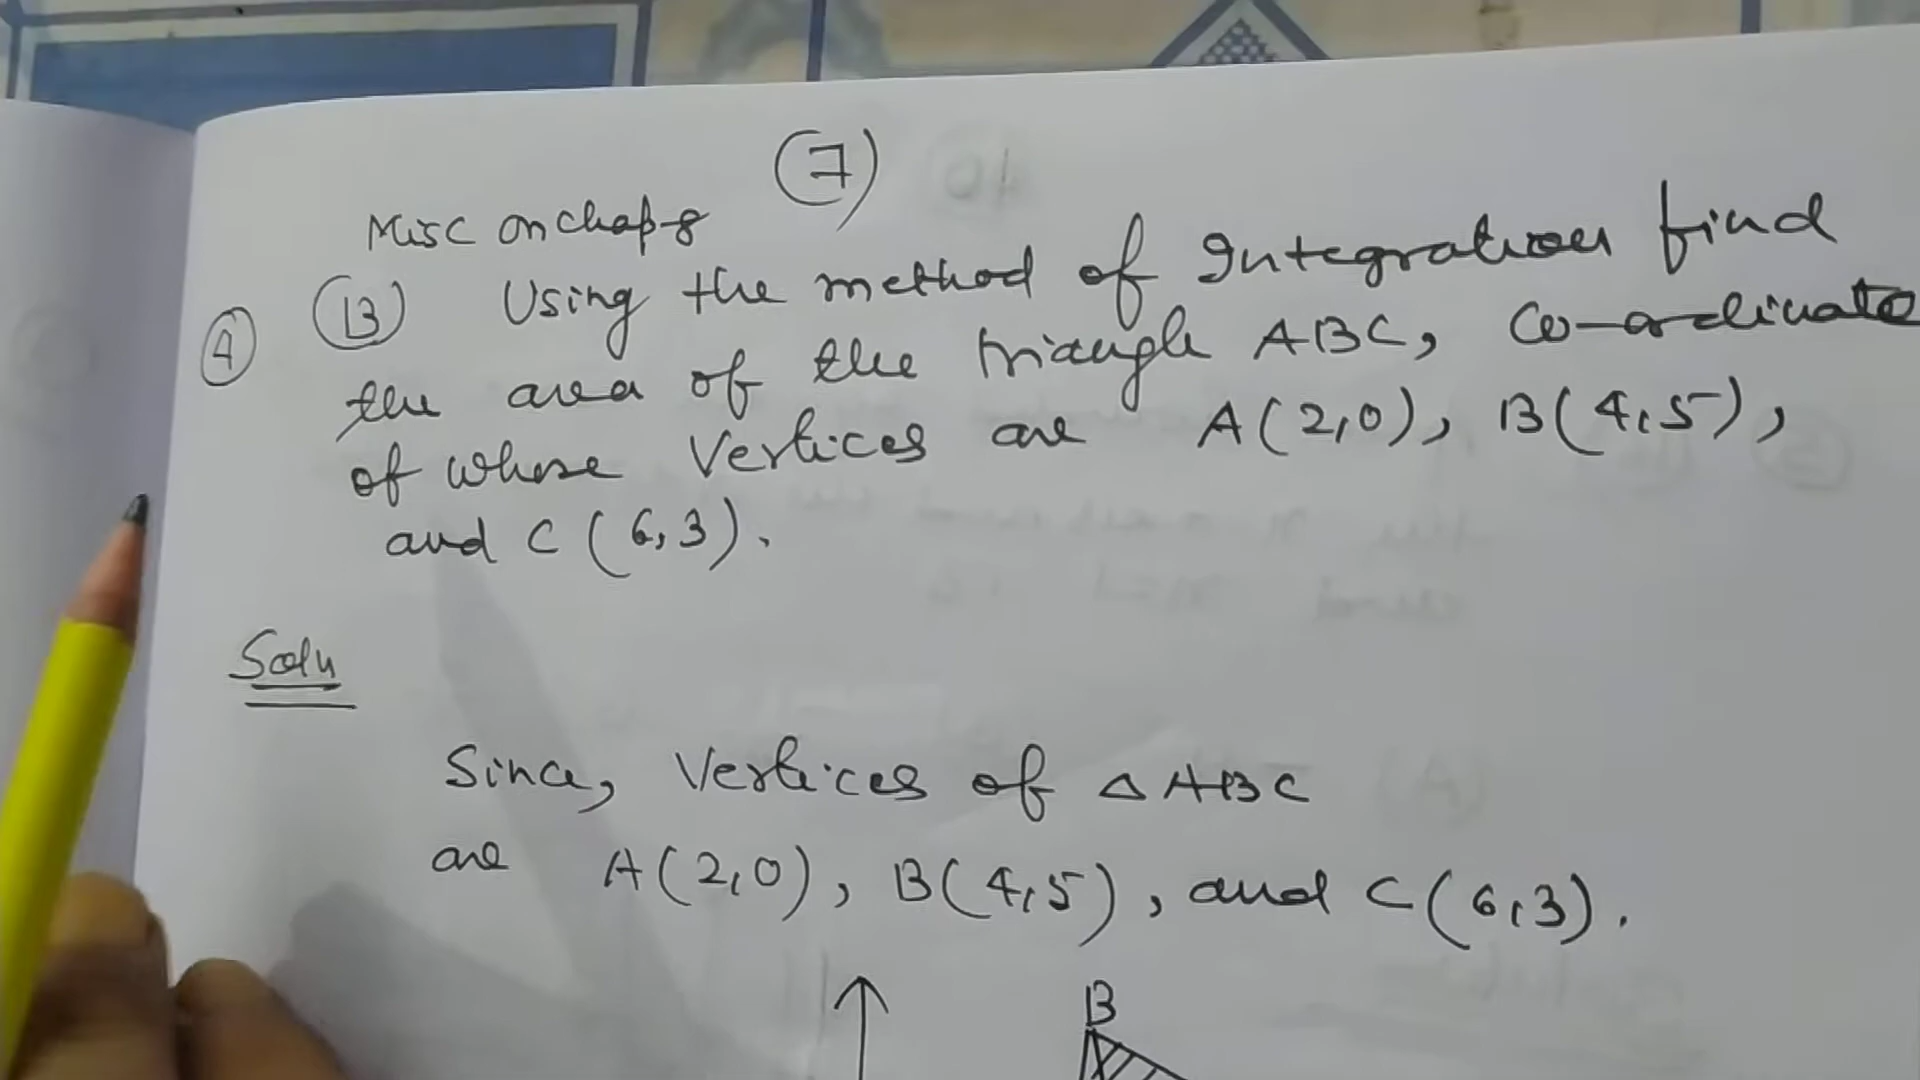 (7)
Misc on chap-8
(4) (13) Using the method of Integration find
the area of the triangle ABC, Co-ordinate
of whose Vertices are A(2,0), B(4,5),
and C(6,3).
Soln
Since, Vertices of △ABC
are A(2,0), B(4,5), and C(6,3).
B